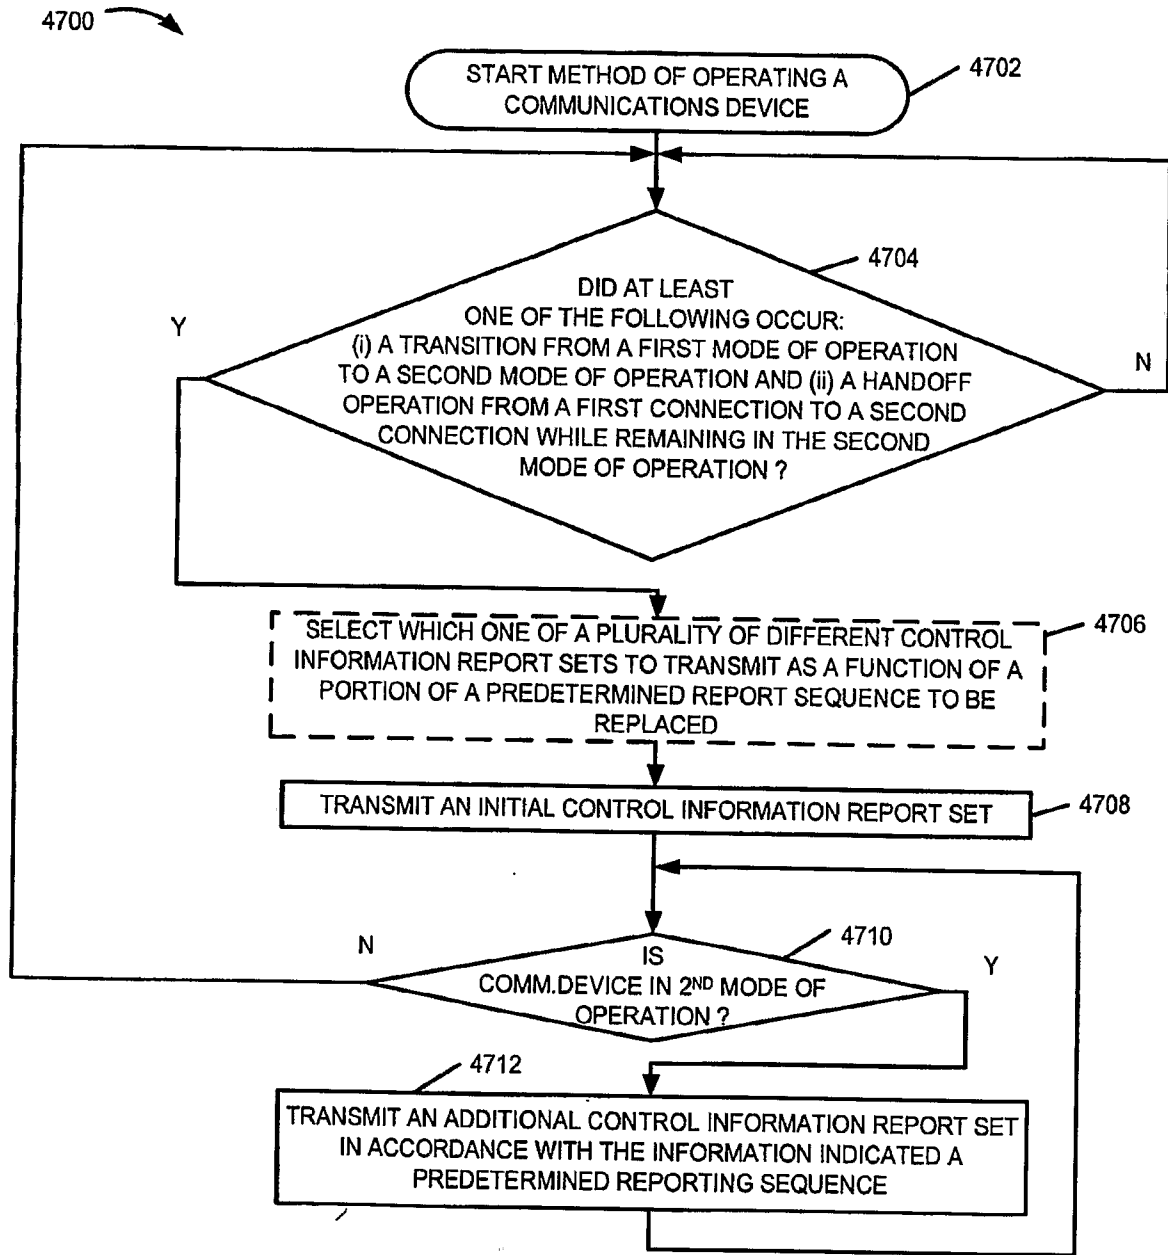 4700
START METHOD OF OPERATING A
COMMUNICATIONS DEVICE
4702
4704
DID AT LEAST
ONE OF THE FOLLOWING OCCUR:
(i) A TRANSITION FROM A FIRST MODE OF OPERATION
TO A SECOND MODE OF OPERATION AND (ii) A HANDOFF
OPERATION FROM A FIRST CONNECTION TO A SECOND
CONNECTION WHILE REMAINING IN THE SECOND
MODE OF OPERATION ?
Y
N
SELECT WHICH ONE OF A PLURALITY OF DIFFERENT CONTROL
INFORMATION REPORT SETS TO TRANSMIT AS A FUNCTION OF A
PORTION OF A PREDETERMINED REPORT SEQUENCE TO BE
REPLACED
4706
TRANSMIT AN INITIAL CONTROL INFORMATION REPORT SET
4708
4710
N
IS
COMM.DEVICE IN 2ND MODE OF
OPERATION ?
Y
4712
TRANSMIT AN ADDITIONAL CONTROL INFORMATION REPORT SET
IN ACCORDANCE WITH THE INFORMATION INDICATED A
PREDETERMINED REPORTING SEQUENCE